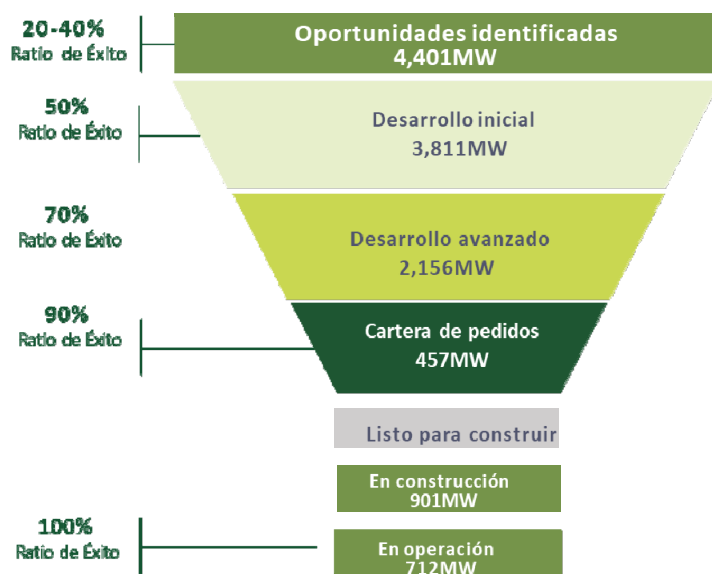 20-40%
Ratio de Éxito
Oportunidades identificadas
4,401MW
50%
Ratio de Éxito
Desarrollo inicial
3,811MW
70%
Ratio de Éxito
Desarrollo avanzado
2,156MW
90%
Ratio de Éxito
Cartera de pedidos
457MW
Listo para construir
En construcción
901MW
100%
Ratio de Éxito
En operación
712MW